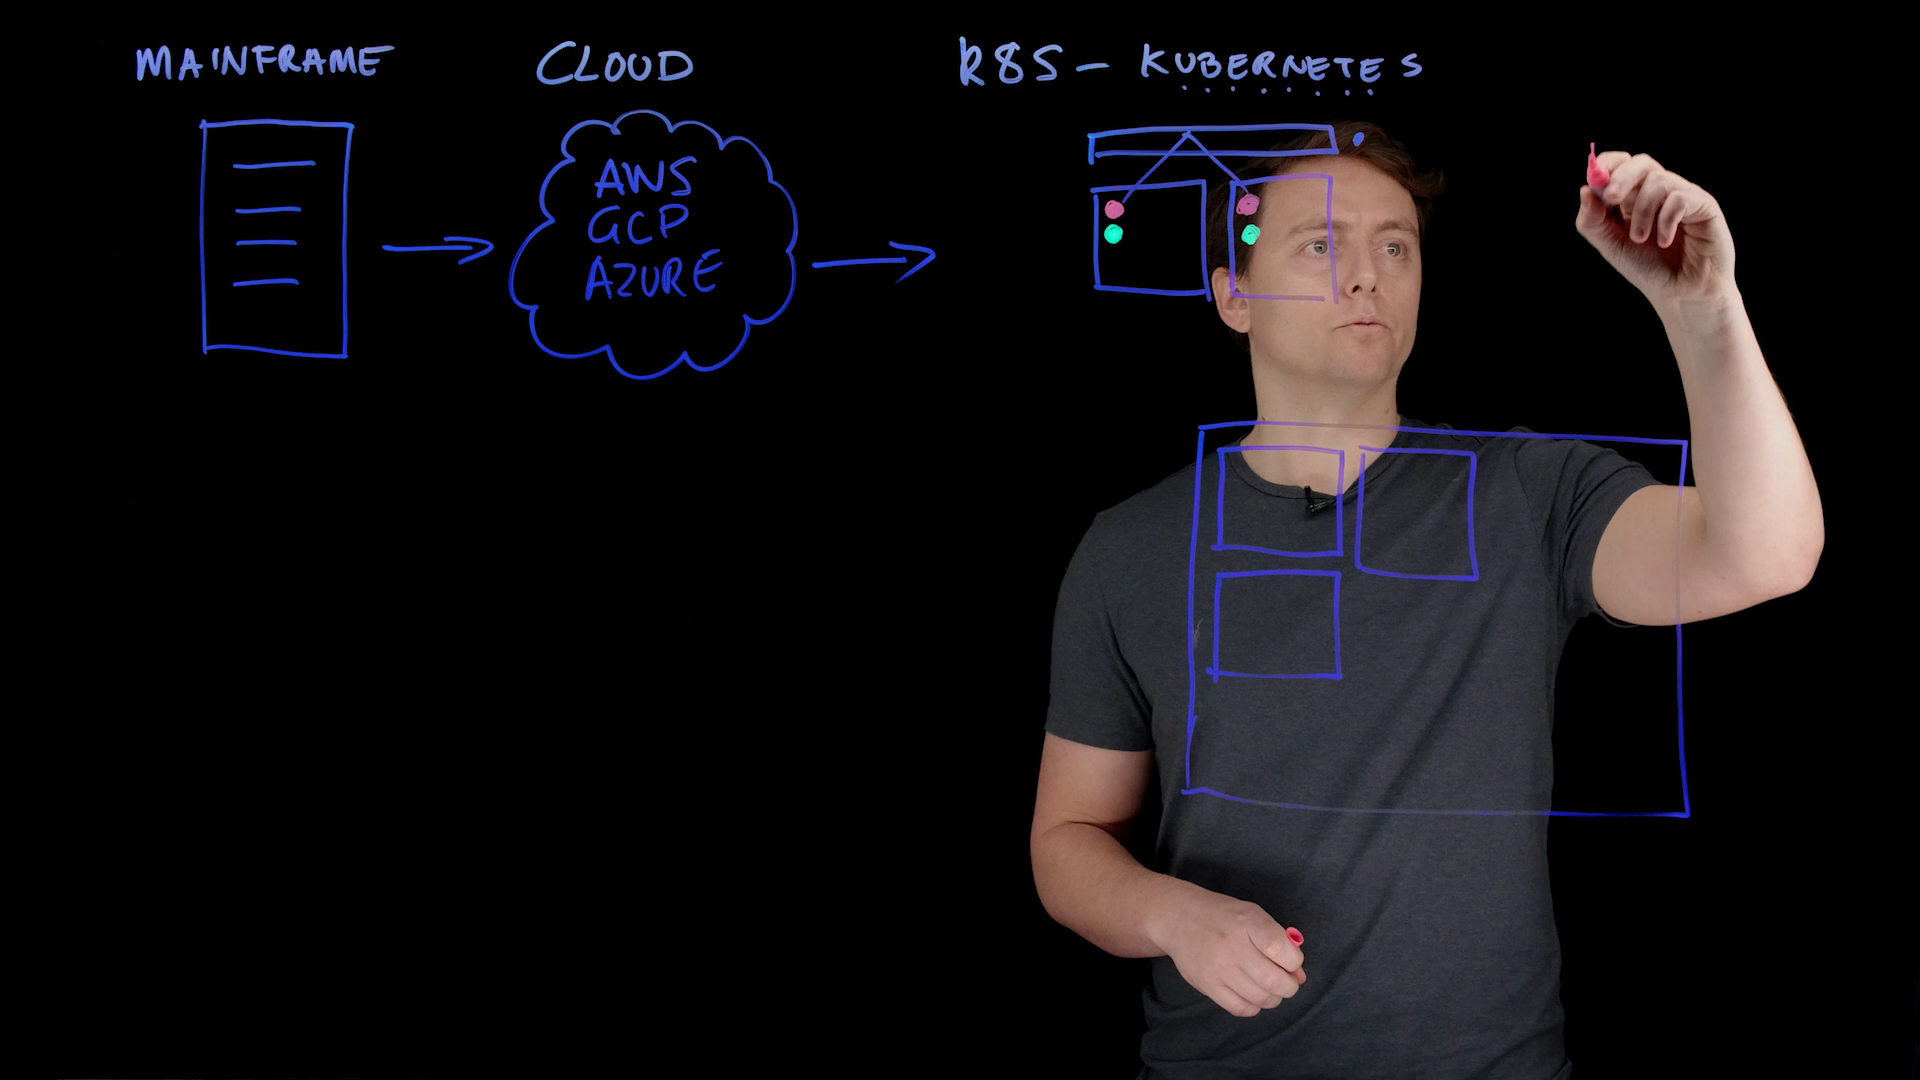 MAINFRAME
CLOUD
K8S - KUBERNETES
AWS
GCP
AZURE